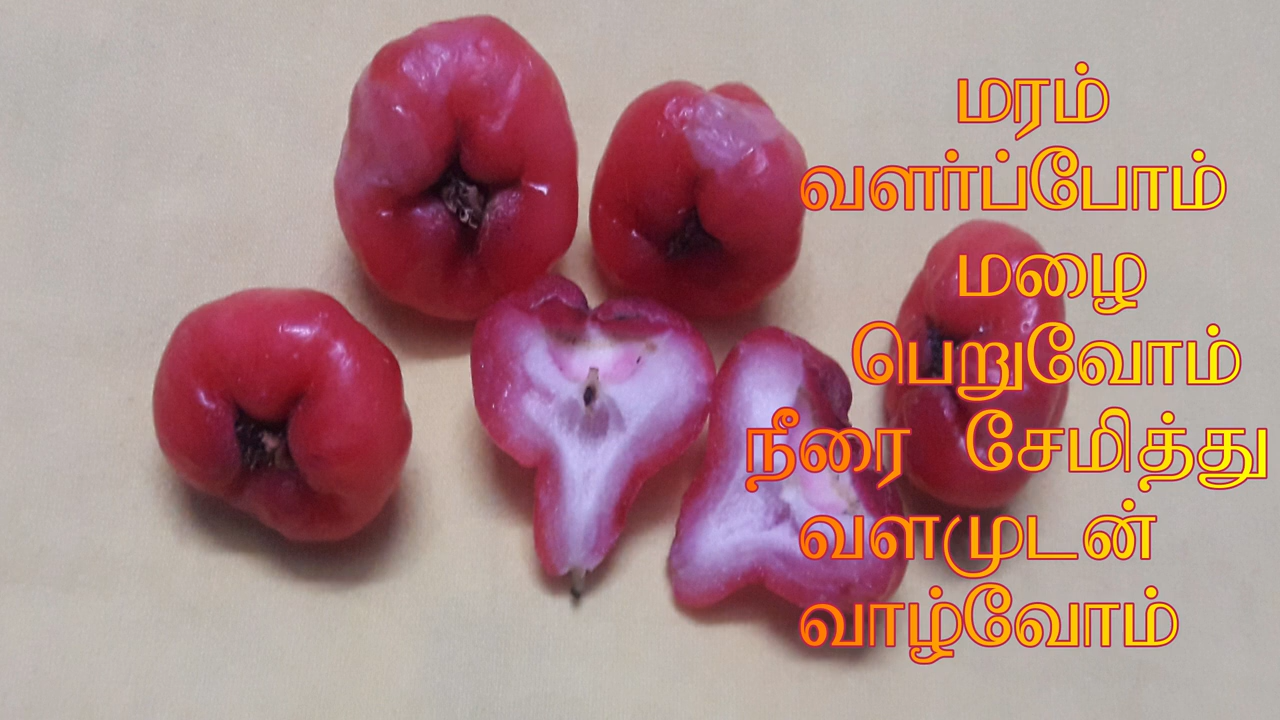 மரம்
வளர்ப்போம்
மழை
பெறுவோம்
நீரை சேமித்து
வளமுடன்
வாழ்வோம்